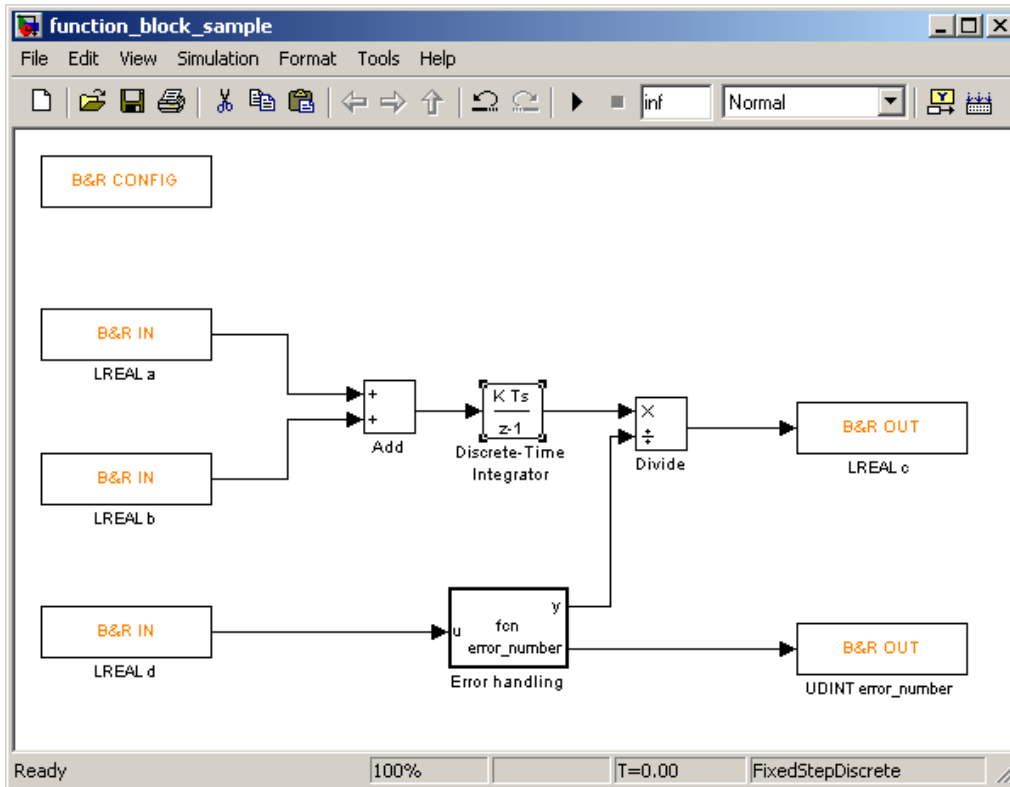 function_block_sample
File Edit View Simulation Format Tools Help
inf Normal
B&R CONFIG
B&R IN
LREAL a
B&R IN
LREAL b
+
+
Add
K Ts
z-1
Discrete-Time
Integrator
×
÷
Divide
B&R OUT
LREAL c
B&R IN
LREAL d
u
fcn
y
error_number
Error handling
B&R OUT
UDINT error_number
Ready 100% T=0.00 FixedStepDiscrete